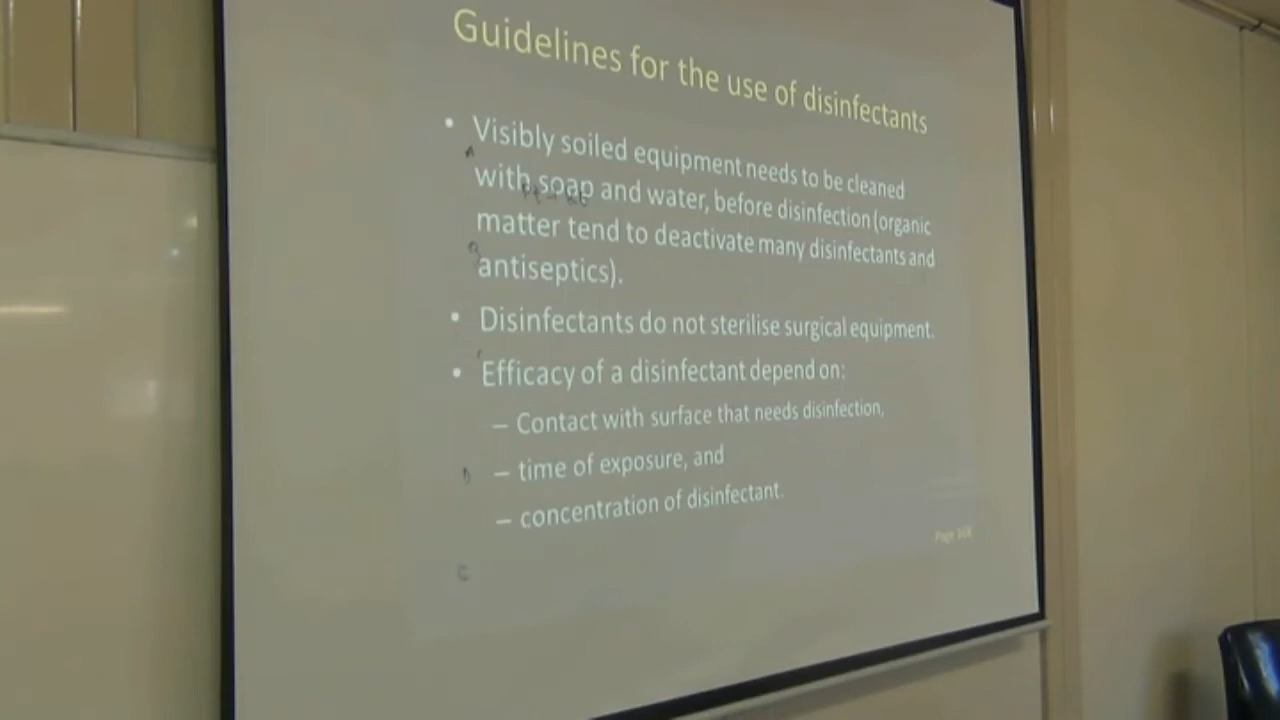 Guidelines for the use of disinfectants
• Visibly soiled equipment needs to be cleaned
with soap and water, before disinfection (organic
matter tend to deactivate many disinfectants and
antiseptics).
• Disinfectants do not sterilise surgical equipment.
• Efficacy of a disinfectant depend on:
– Contact with surface that needs disinfection,
– time of exposure, and
– concentration of disinfectant.
Page